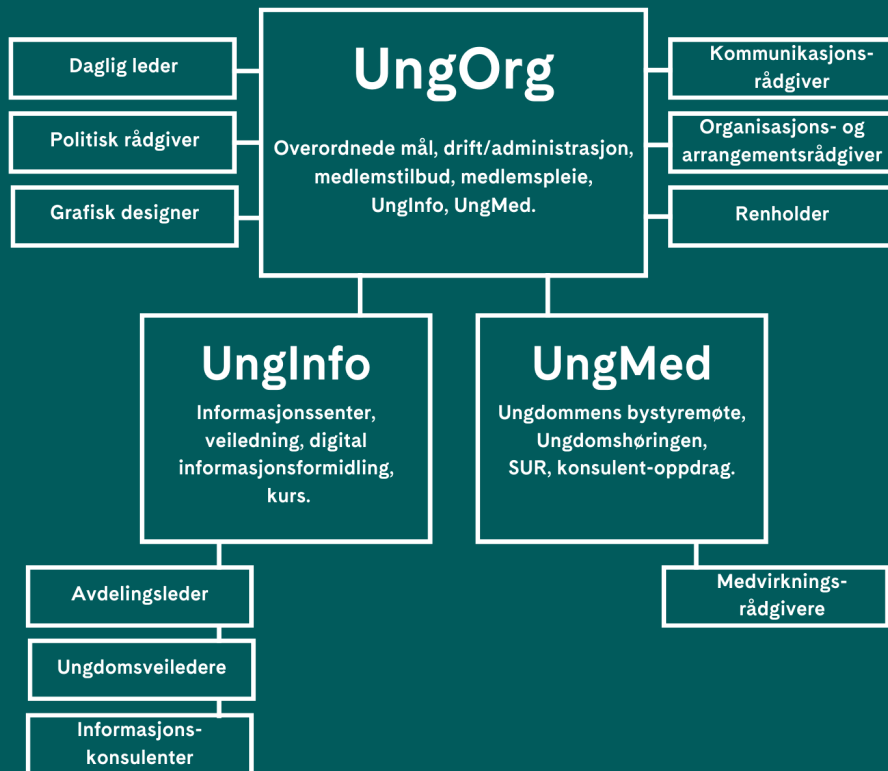 UngOrg
Overordnede mål, drift/administrasjon,
medlemstilbud, medlemspleie,
UngInfo, UngMed.
Daglig leder
Politisk rådgiver
Grafisk designer
Kommunikasjons-
rådgiver
Organisasjons- og
arrangementsrådgiver
Renholder
UngInfo
Informasjonssenter,
veiledning, digital
informasjonsformidling,
kurs.
UngMed
Ungdommens bystyremøte,
Ungdomshøringen,
SUR, konsulent-oppdrag.
Avdelingsleder
Ungdomsveiledere
Informasjons-
konsulenter
Medvirknings-
rådgivere